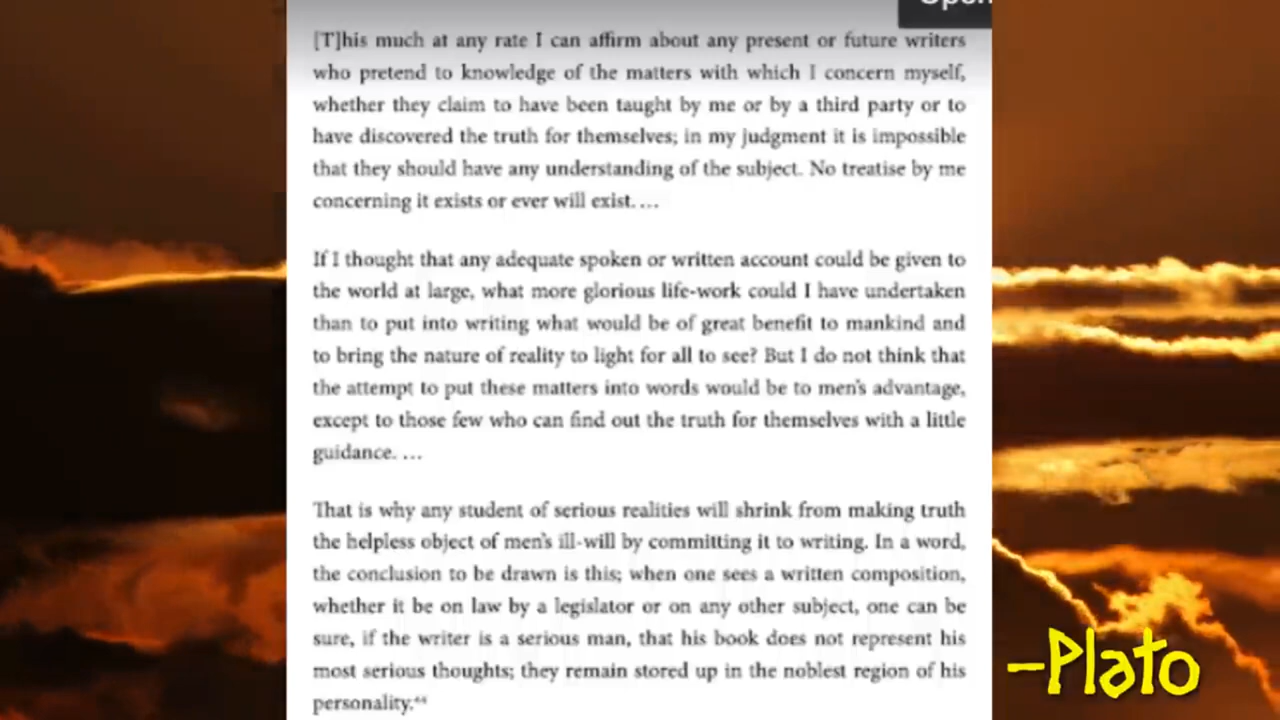 Open
[T]his much at any rate I can affirm about any present or future writers
who pretend to knowledge of the matters with which I concern myself,
whether they claim to have been taught by me or by a third party or to
have discovered the truth for themselves; in my judgment it is impossible
that they should have any understanding of the subject. No treatise by me
concerning it exists or ever will exist. …
If I thought that any adequate spoken or written account could be given to
the world at large, what more glorious life-work could I have undertaken
than to put into writing what would be of great benefit to mankind and
to bring the nature of reality to light for all to see? But I do not think that
the attempt to put these matters into words would be to men's advantage,
except to those few who can find out the truth for themselves with a little
guidance. …
That is why any student of serious realities will shrink from making truth
the helpless object of men's ill-will by committing it to writing. In a word,
the conclusion to be drawn is this; when one sees a written composition,
whether it be on law by a legislator or on any other subject, one can be
sure, if the writer is a serious man, that his book does not represent his
most serious thoughts; they remain stored up in the noblest region of his
personality.
–Plato